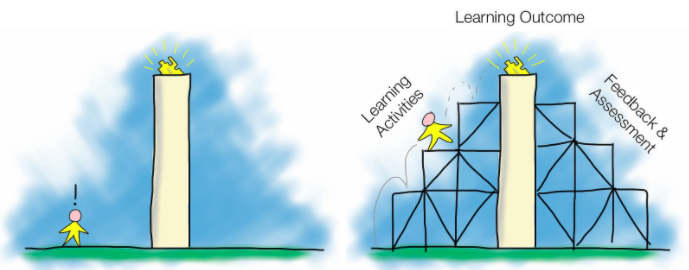 Learning Outcome
Learning
Activities
Feedback &
Assessment
!